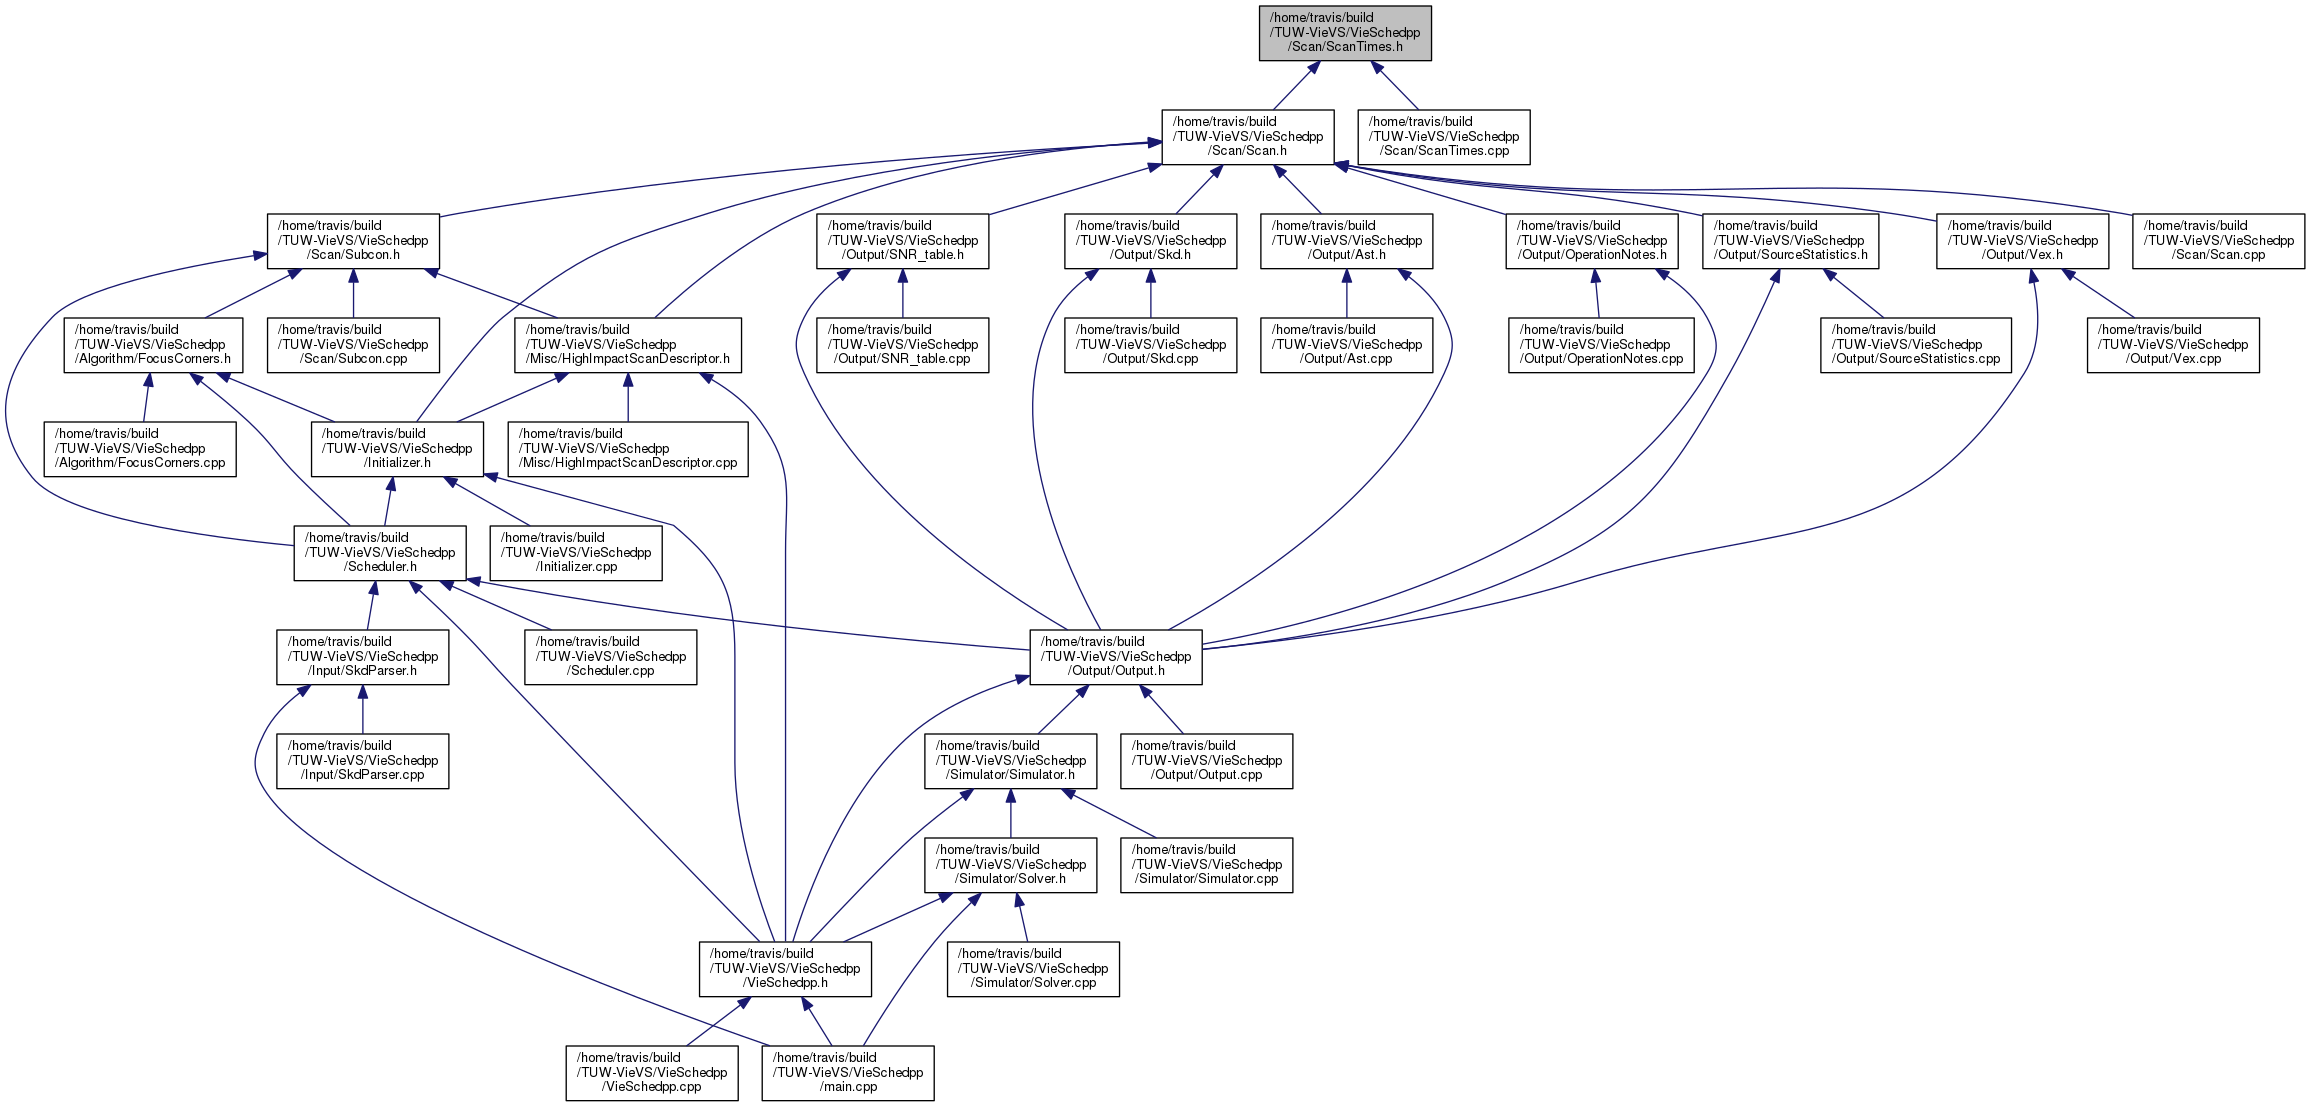 /home/travis/build
/TUW-VieVS/VieSchedpp
/Scan/ScanTimes.h
/home/travis/build
/TUW-VieVS/VieSchedpp
/Scan/Scan.h
/home/travis/build
/TUW-VieVS/VieSchedpp
/Scan/ScanTimes.cpp
/home/travis/build
/TUW-VieVS/VieSchedpp
/Scan/Subcon.h
/home/travis/build
/TUW-VieVS/VieSchedpp
/Output/SNR_table.h
/home/travis/build
/TUW-VieVS/VieSchedpp
/Output/Skd.h
/home/travis/build
/TUW-VieVS/VieSchedpp
/Output/Ast.h
/home/travis/build
/TUW-VieVS/VieSchedpp
/Output/OperationNotes.h
/home/travis/build
/TUW-VieVS/VieSchedpp
/Output/SourceStatistics.h
/home/travis/build
/TUW-VieVS/VieSchedpp
/Output/Vex.h
/home/travis/build
/TUW-VieVS/VieSchedpp
/Scan/Scan.cpp
/home/travis/build
/TUW-VieVS/VieSchedpp
/Algorithm/FocusCorners.h
/home/travis/build
/TUW-VieVS/VieSchedpp
/Scan/Subcon.cpp
/home/travis/build
/TUW-VieVS/VieSchedpp
/Misc/HighImpactScanDescriptor.h
/home/travis/build
/TUW-VieVS/VieSchedpp
/Output/SNR_table.cpp
/home/travis/build
/TUW-VieVS/VieSchedpp
/Output/Skd.cpp
/home/travis/build
/TUW-VieVS/VieSchedpp
/Output/Ast.cpp
/home/travis/build
/TUW-VieVS/VieSchedpp
/Output/OperationNotes.cpp
/home/travis/build
/TUW-VieVS/VieSchedpp
/Output/SourceStatistics.cpp
/home/travis/build
/TUW-VieVS/VieSchedpp
/Output/Vex.cpp
/home/travis/build
/TUW-VieVS/VieSchedpp
/Algorithm/FocusCorners.cpp
/home/travis/build
/TUW-VieVS/VieSchedpp
/Initializer.h
/home/travis/build
/TUW-VieVS/VieSchedpp
/Misc/HighImpactScanDescriptor.cpp
/home/travis/build
/TUW-VieVS/VieSchedpp
/Scheduler.h
/home/travis/build
/TUW-VieVS/VieSchedpp
/Initializer.cpp
/home/travis/build
/TUW-VieVS/VieSchedpp
/Input/SkdParser.h
/home/travis/build
/TUW-VieVS/VieSchedpp
/Scheduler.cpp
/home/travis/build
/TUW-VieVS/VieSchedpp
/Output/Output.h
/home/travis/build
/TUW-VieVS/VieSchedpp
/Input/SkdParser.cpp
/home/travis/build
/TUW-VieVS/VieSchedpp
/Simulator/Simulator.h
/home/travis/build
/TUW-VieVS/VieSchedpp
/Output/Output.cpp
/home/travis/build
/TUW-VieVS/VieSchedpp
/Simulator/Solver.h
/home/travis/build
/TUW-VieVS/VieSchedpp
/Simulator/Simulator.cpp
/home/travis/build
/TUW-VieVS/VieSchedpp
/VieSchedpp.h
/home/travis/build
/TUW-VieVS/VieSchedpp
/Simulator/Solver.cpp
/home/travis/build
/TUW-VieVS/VieSchedpp
/VieSchedpp.cpp
/home/travis/build
/TUW-VieVS/VieSchedpp
/main.cpp